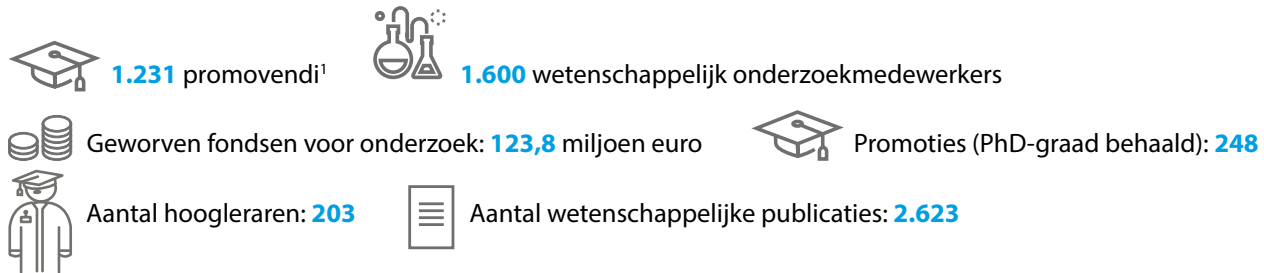 1.231 promovendi¹ 1.600 wetenschappelijk onderzoekmedewerkers
Geworven fondsen voor onderzoek: 123,8 miljoen euro Promoties (PhD-graad behaald): 248
Aantal hoogleraren: 203 Aantal wetenschappelijke publicaties: 2.623